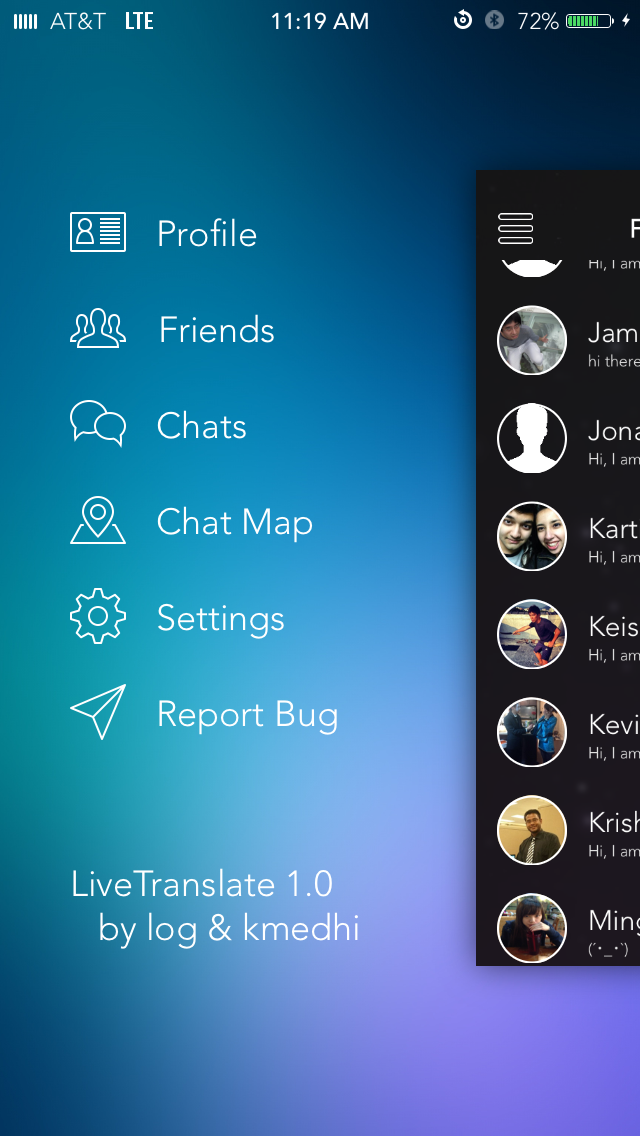 AT&T LTE 11:19 AM 72%
Profile
Friends
Chats
Chat Map
Settings
Report Bug
LiveTranslate 1.0
by log & kmedhi
F
Hi, I am
Jam
hi there
Jona
Hi, I am
Kart
Hi, I am
Keis
Hi, I am
Kevi
Hi, I am
Krish
Hi, I am
Ming
(´･_･`)